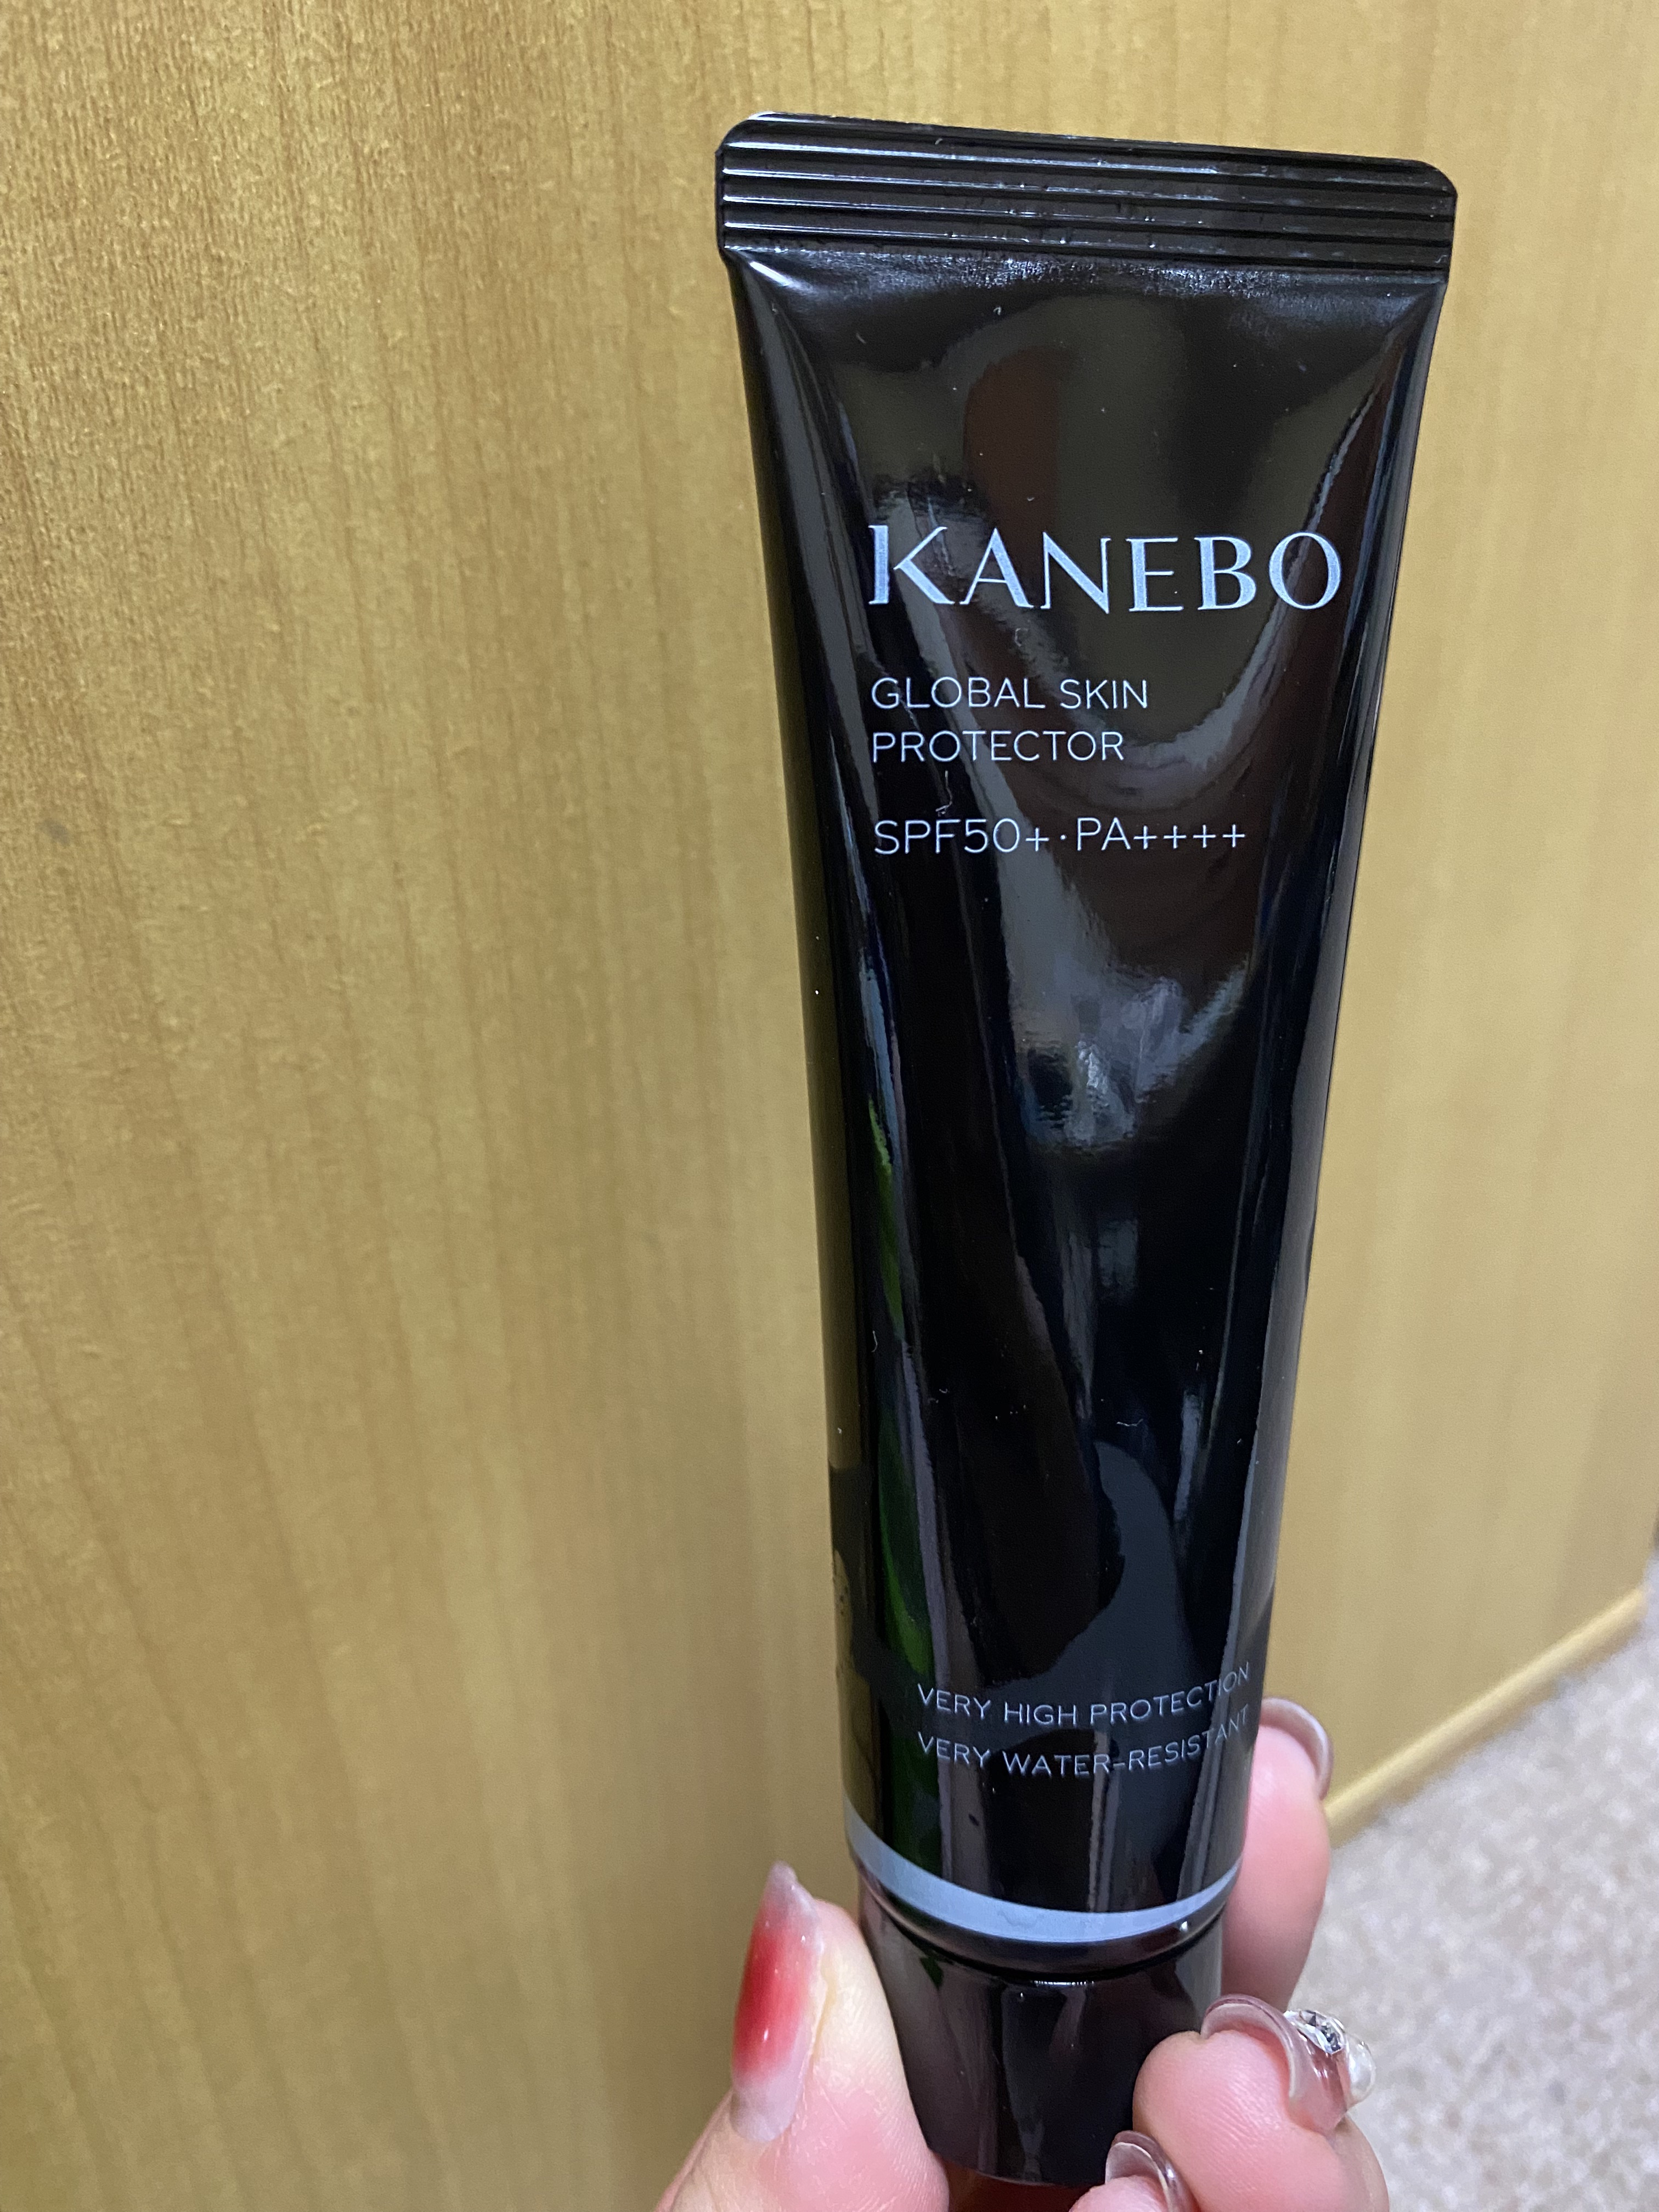 KANEBO
GLOBAL SKIN
PROTECTOR
SPF50+・PA++++
VERY HIGH PROTECTION
VERY WATER-RESISTANT